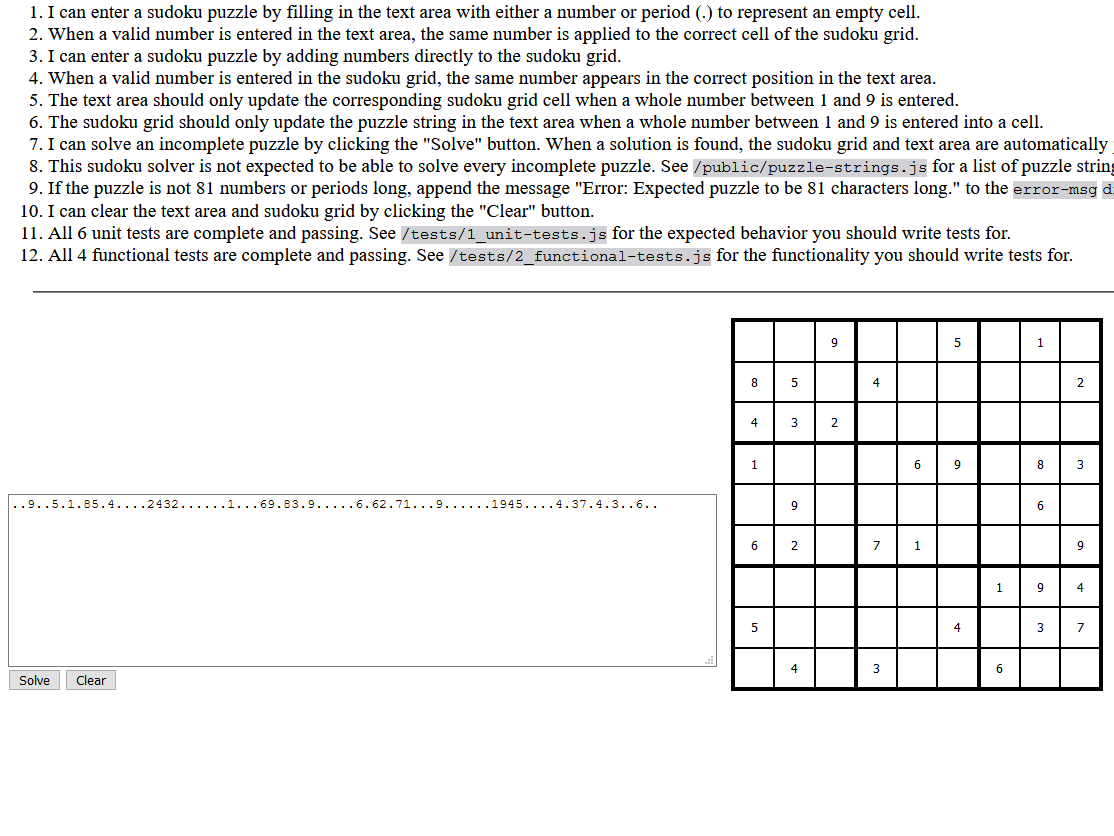 1. I can enter a sudoku puzzle by filling in the text area with either a number or period (.) to represent an empty cell.
2. When a valid number is entered in the text area, the same number is applied to the correct cell of the sudoku grid.
3. I can enter a sudoku puzzle by adding numbers directly to the sudoku grid.
4. When a valid number is entered in the sudoku grid, the same number appears in the correct position in the text area.
5. The text area should only update the corresponding sudoku grid cell when a whole number between 1 and 9 is entered.
6. The sudoku grid should only update the puzzle string in the text area when a whole number between 1 and 9 is entered into a cell.
7. I can solve an incomplete puzzle by clicking the "Solve" button. When a solution is found, the sudoku grid and text area are automatically
8. This sudoku solver is not expected to be able to solve every incomplete puzzle. See /public/puzzle-strings.js for a list of puzzle string
9. If the puzzle is not 81 numbers or periods long, append the message "Error: Expected puzzle to be 81 characters long." to the error-msg d
10. I can clear the text area and sudoku grid by clicking the "Clear" button.
11. All 6 unit tests are complete and passing. See /tests/1_unit-tests.js for the expected behavior you should write tests for.
12. All 4 functional tests are complete and passing. See /tests/2_functional-tests.js for the functionality you should write tests for.
..9..5.1.85.4....2432......1...69.83.9.....6.62.71...9......1945....4.37.4.3..6..
Solve Clear
9 5 1
8 5 4 2
4 3 2
1 6 9 8 3
9 6
6 2 7 1 9
1 9 4
5 4 3 7
4 3 6